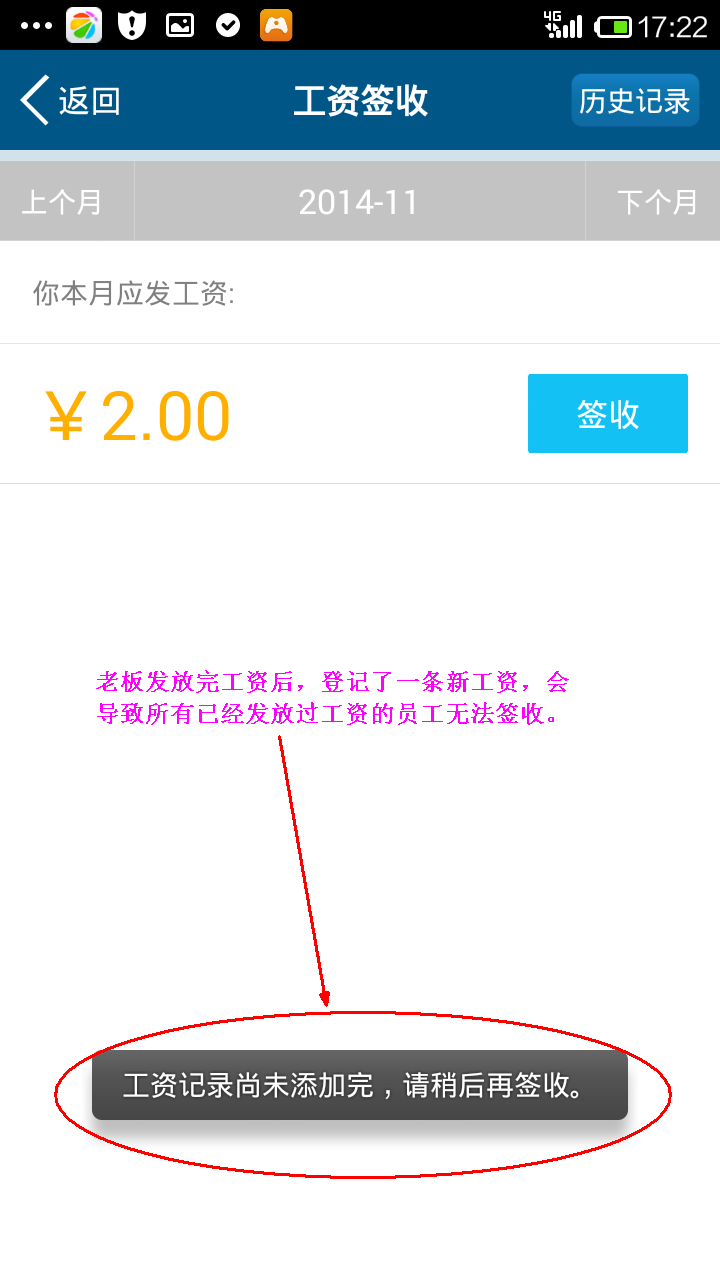 4G 17:22
返回 工资签收 历史记录
上个月 2014-11 下个月
你本月应发工资:
￥2.00 签收
老板发放完工资后，登记了一条新工资，会
导致所有已经发放过工资的员工无法签收。
工资记录尚未添加完，请稍后再签收。